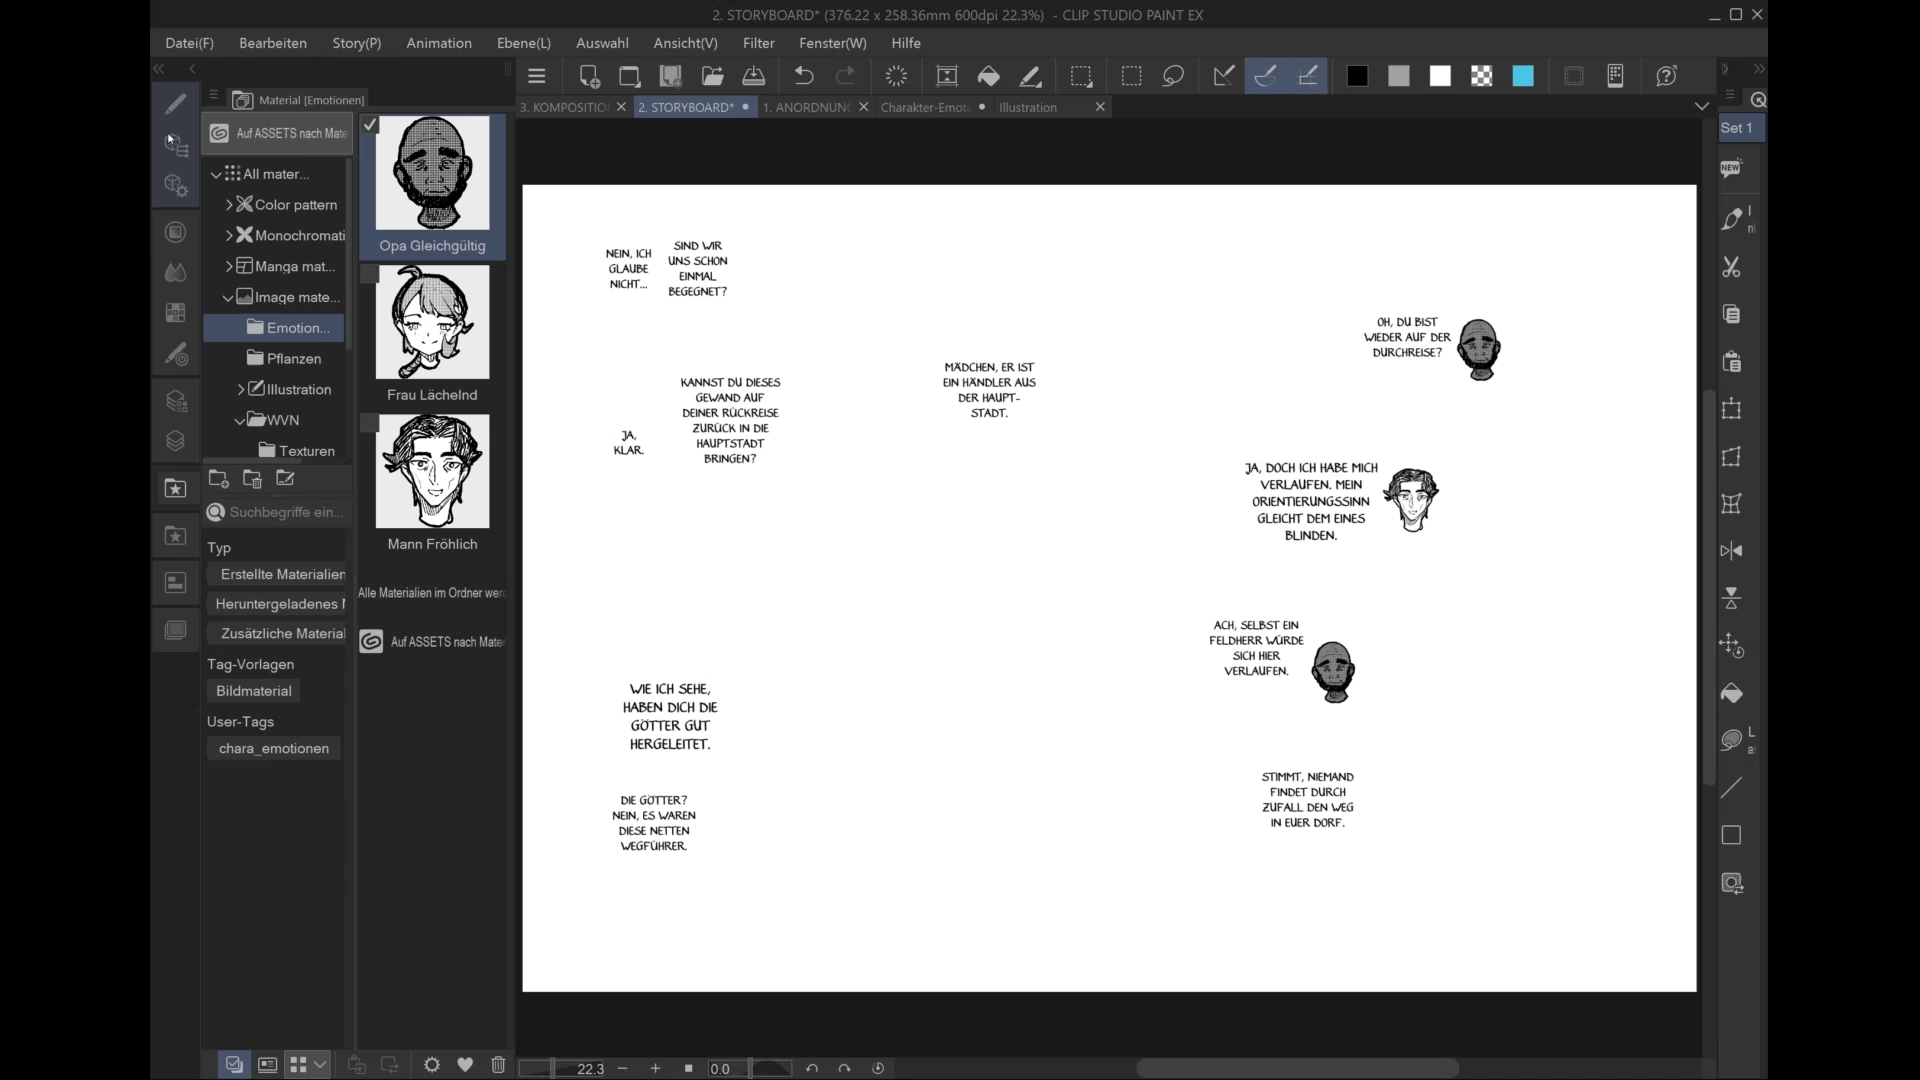 2. STORYBOARD* (376.22 x 258.36mm 600dpi 22.3%) - CLIP STUDIO PAINT EX
Datei(F) Bearbeiten Story(P) Animation Ebene(L) Auswahl Ansicht(V) Filter Fenster(W) Hilfe
Material [Emotionen]
3. KOMPOSITIO 2. STORYBOARD* 1. ANORDNUNG Charakter-Emoti Illustration
Auf ASSETS nach Mate
All mater...
Color pattern
Monochromati
Manga mat...
Image mate...
Emotion...
Pflanzen
Illustration
WVN
Texturen
Suchbegriffe ein...
Typ
Erstellte Materialien
Heruntergeladenes
Zusätzliche Material
Tag-Vorlagen
Bildmaterial
User-Tags
chara_emotionen
Opa Gleichgültig
Frau Lächelnd
Mann Fröhlich
Alle Materialien im Ordner werd
Auf ASSETS nach Mate
NEIN, ICH
GLAUBE
NICHT...
SIND WIR
UNS SCHON
EINMAL
BEGEGNET?
KANNST DU DIESES
GEWAND AUF
DEINER RÜCKREISE
ZURÜCK IN DIE
HAUPTSTADT
BRINGEN?
JA,
KLAR.
MÄDCHEN, ER IST
EIN HÄNDLER AUS
DER HAUPT-
STADT.
WIE ICH SEHE,
HABEN DICH DIE
GÖTTER GUT
HERGELEITET.
DIE GÖTTER?
NEIN, ES WAREN
DIESE NETTEN
WEGFÜHRER.
OH, DU BIST
WIEDER AUF DER
DURCHREISE?
JA, DOCH ICH HABE MICH
VERLAUFEN. MEIN
ORIENTIERUNGSSINN
GLEICHT DEM EINES
BLINDEN.
ACH, SELBST EIN
FELDHERR WÜRDE
SICH HIER
VERLAUFEN.
STIMMT, NIEMAND
FINDET DURCH
ZUFALL DEN WEG
IN EUER DORF.
Set 1
NEW
22.3
0.0